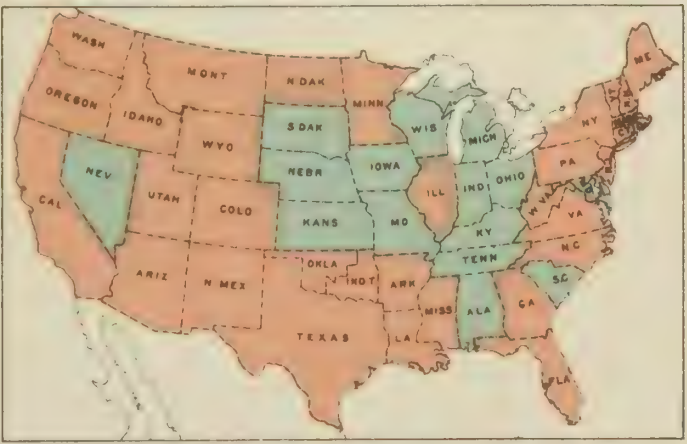 WASH
MONT
N DAK
MINN
ME
OREGON
IDAHO
S DAK
WIS
MICH
VT
N.H.
NY
WYO
NEV
NEBR
IOWA
PA
CAL
UTAH
COLO
ILL
IND
OHIO
W. VA
VA
KANS
MO
KY
N.C.
TENN
ARIZ
N MEX
OKLA
IND T
ARK
S.C.
MISS
ALA
GA
TEXAS
LA
FLA